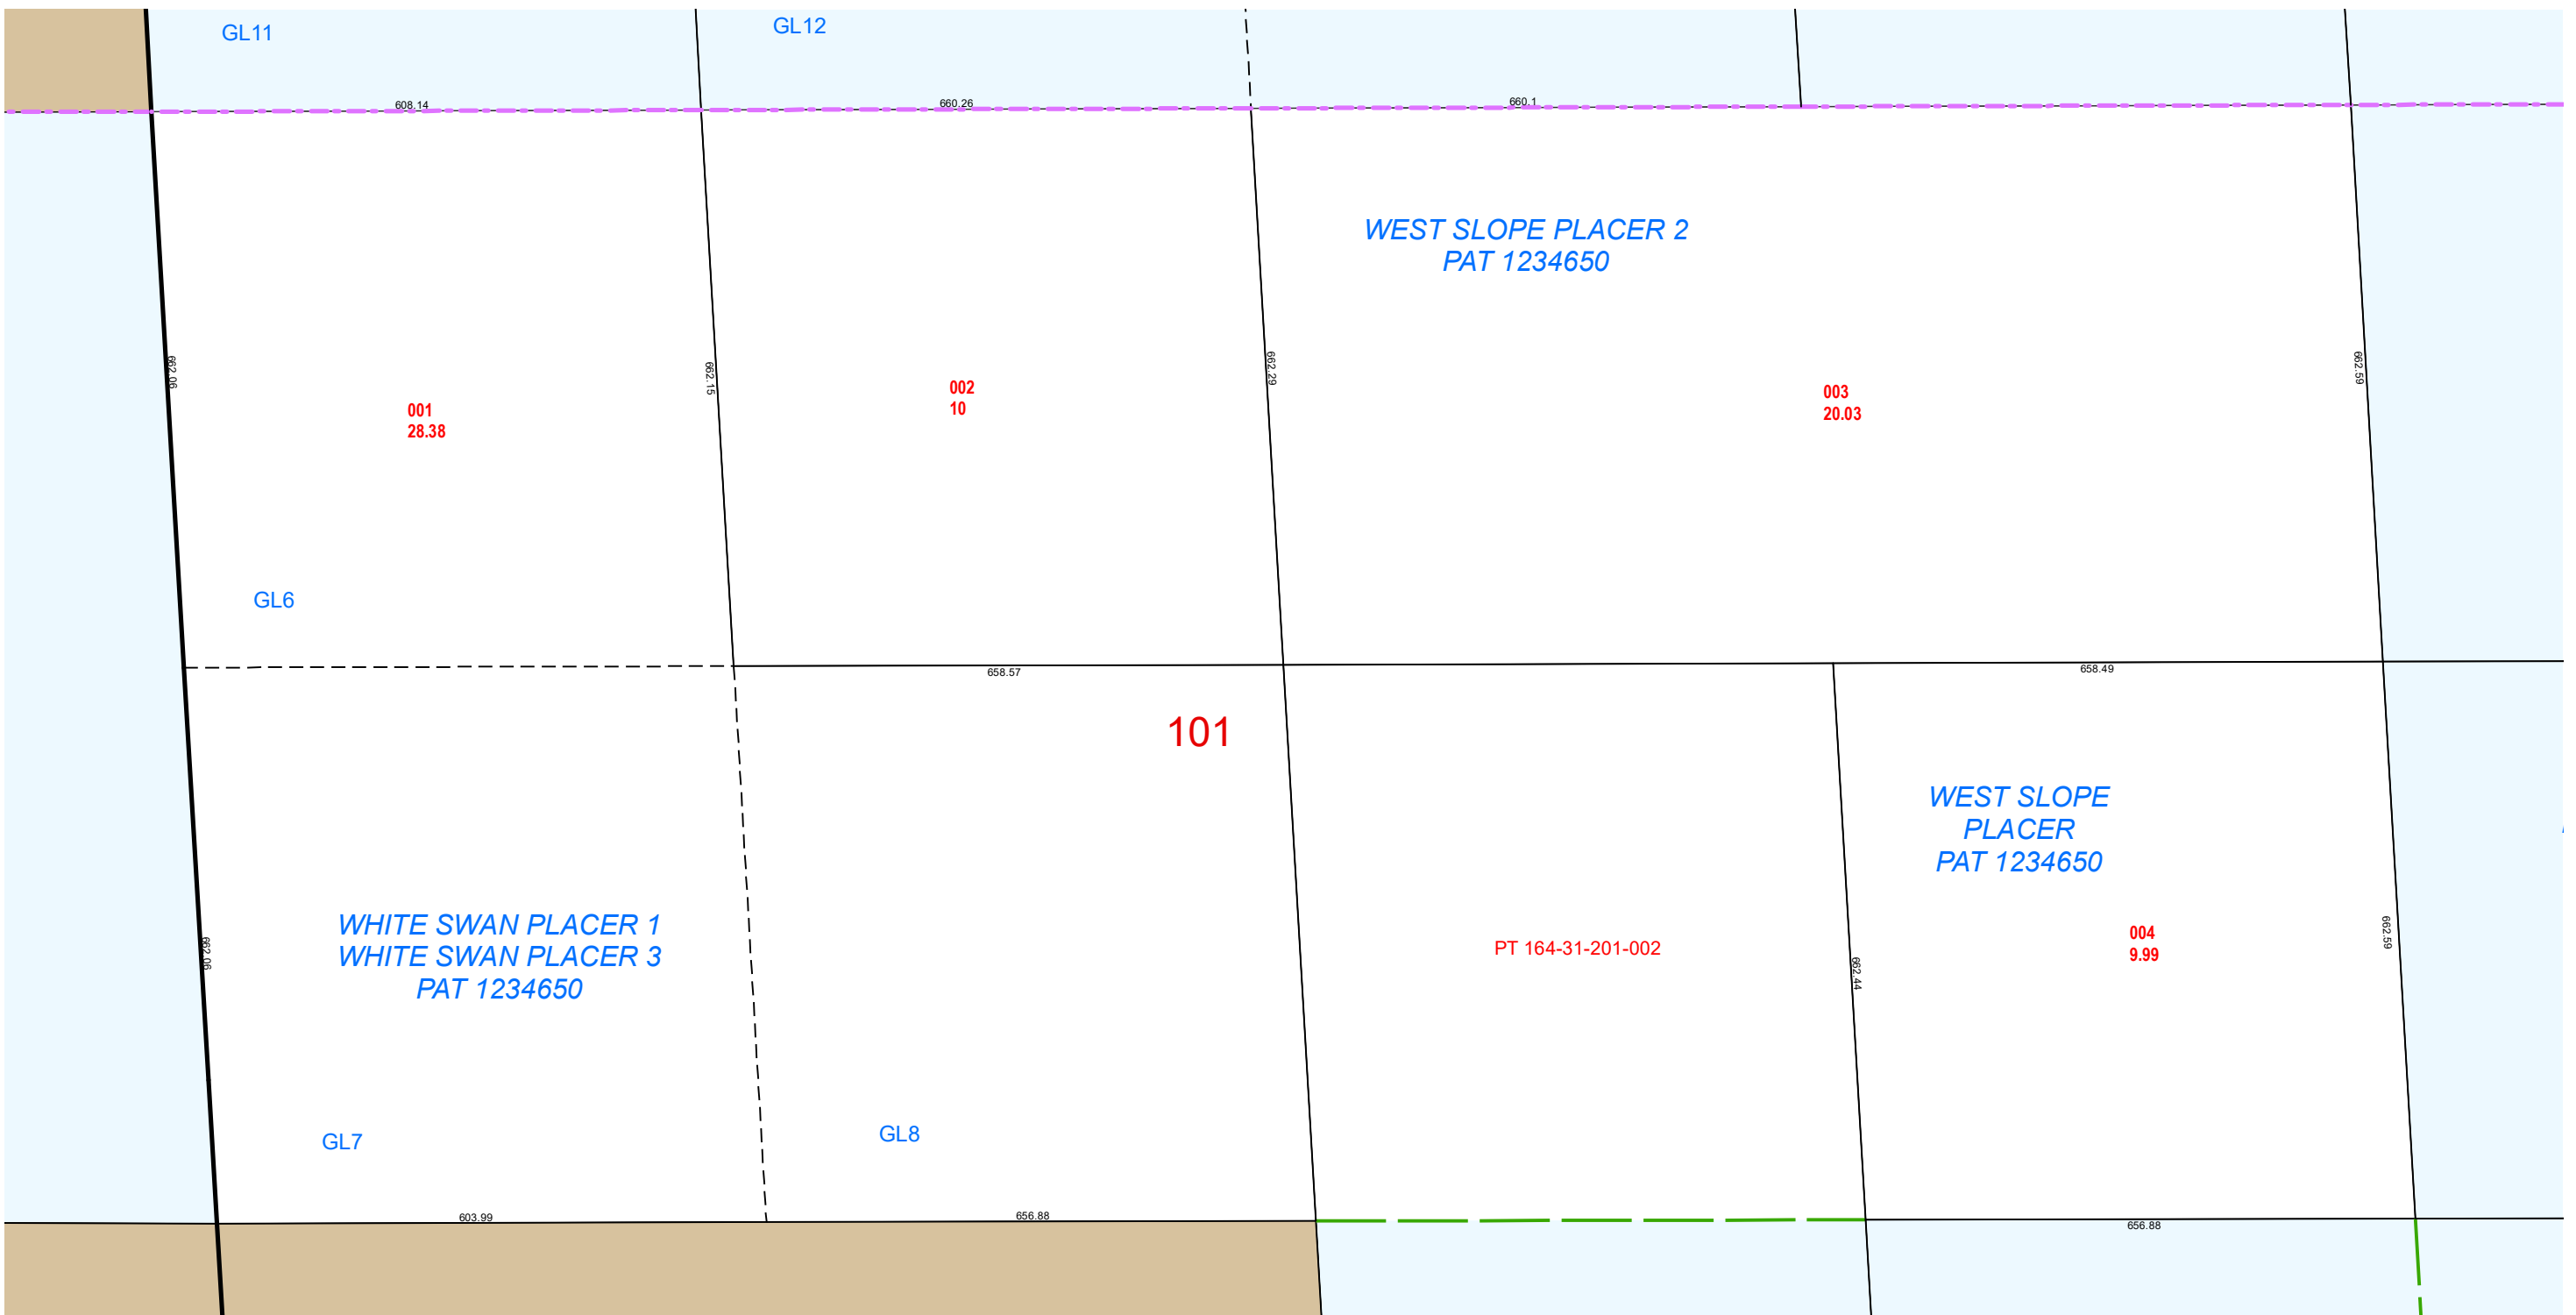 GL11
GL12
608.14
660.26
660.1
WEST SLOPE PLACER 2
PAT 1234650
662.06
662.15
662.29
662.59
001
28.38
002
10
003
20.03
GL6
658.57
658.49
101
WEST SLOPE
PLACER
PAT 1234650
WHITE SWAN PLACER 1
WHITE SWAN PLACER 3
PAT 1234650
662.06
PT 164-31-201-002
662.44
004
9.99
662.59
GL7
GL8
603.99
656.88
656.88